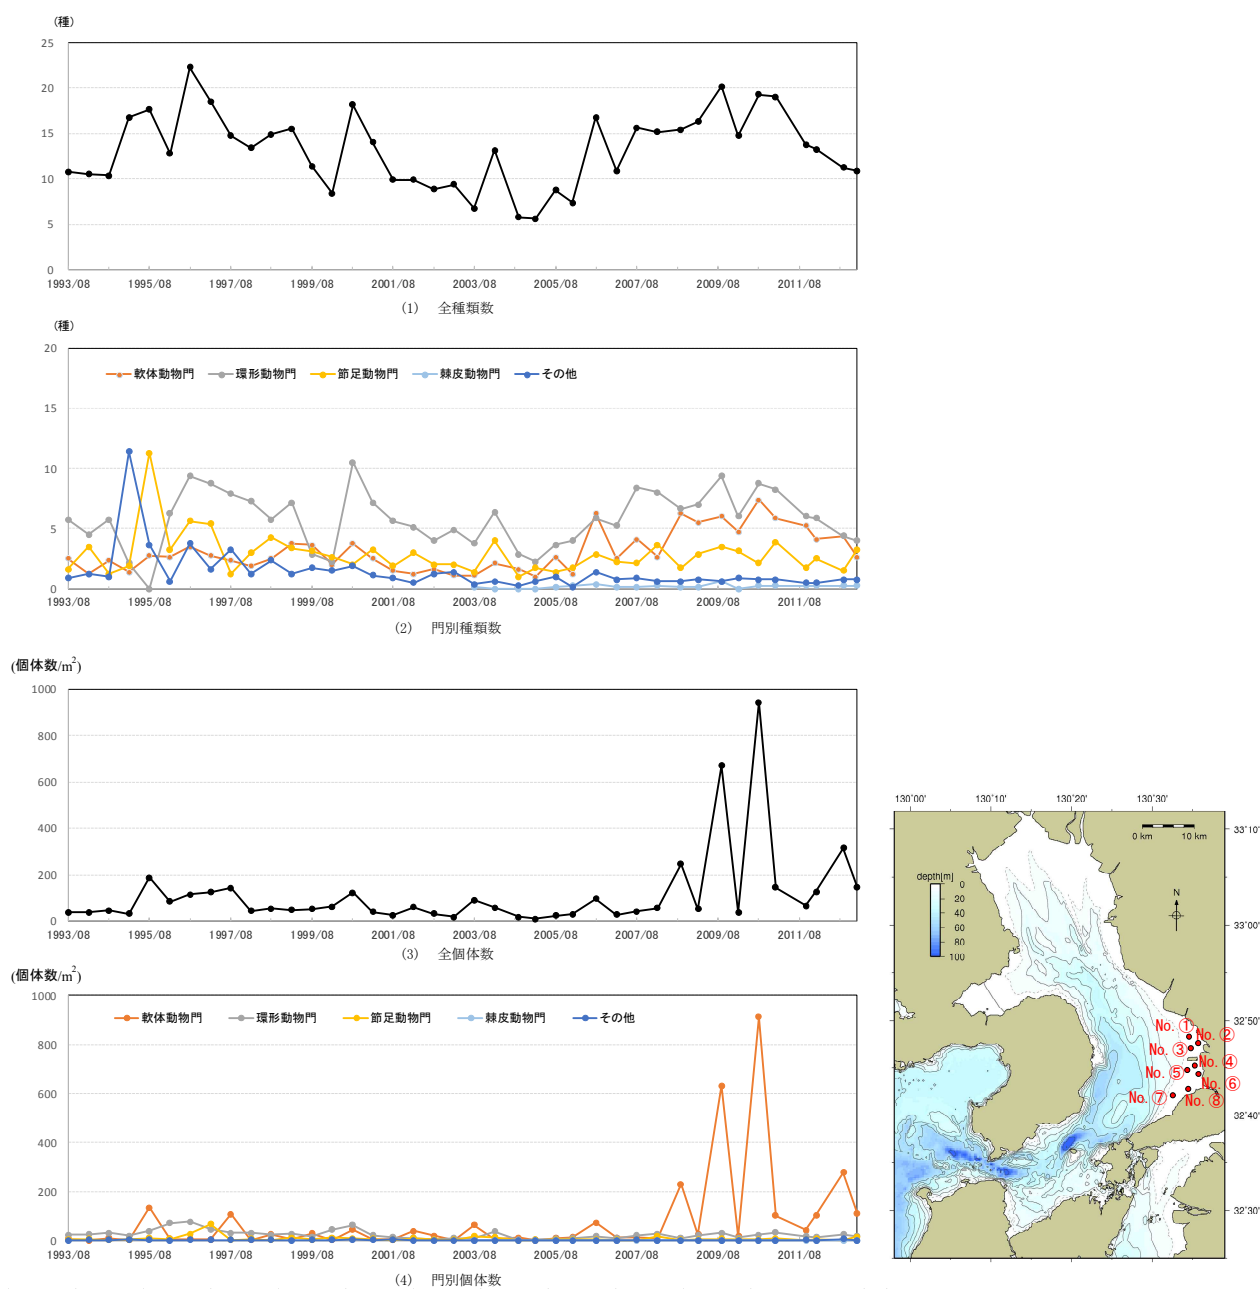 (種)
25
20
15
10
5
0
1993/08 1995/08 1997/08 1999/08 2001/08 2003/08 2005/08 2007/08 2009/08 2011/08
(1) 全種類数
(種)
20
軟体動物門 環形動物門 節足動物門 棘皮動物門 その他
15
10
5
0
1993/08 1995/08 1997/08 1999/08 2001/08 2003/08 2005/08 2007/08 2009/08 2011/08
(2) 門別種類数
(個体数/m²)
1000
800
600
400
200
0
1993/08 1995/08 1997/08 1999/08 2001/08 2003/08 2005/08 2007/08 2009/08 2011/08
(3) 全個体数
(個体数/m²)
1000
軟体動物門 環形動物門 節足動物門 棘皮動物門 その他
800
600
400
200
0
1993/08 1995/08 1997/08 1999/08 2001/08 2003/08 2005/08 2007/08 2009/08 2011/08
(4) 門別個体数
130˚00' 130˚10' 130˚20' 130˚30'
33˚10'
0 km 10 km
depth[m]
0
20
40
60
80
100
N
33˚00'
32˚50'
No. ①
No. ②
No. ③
No. ④
No. ⑤
No. ⑥
No. ⑦
No. ⑧
32˚40'
32˚30'